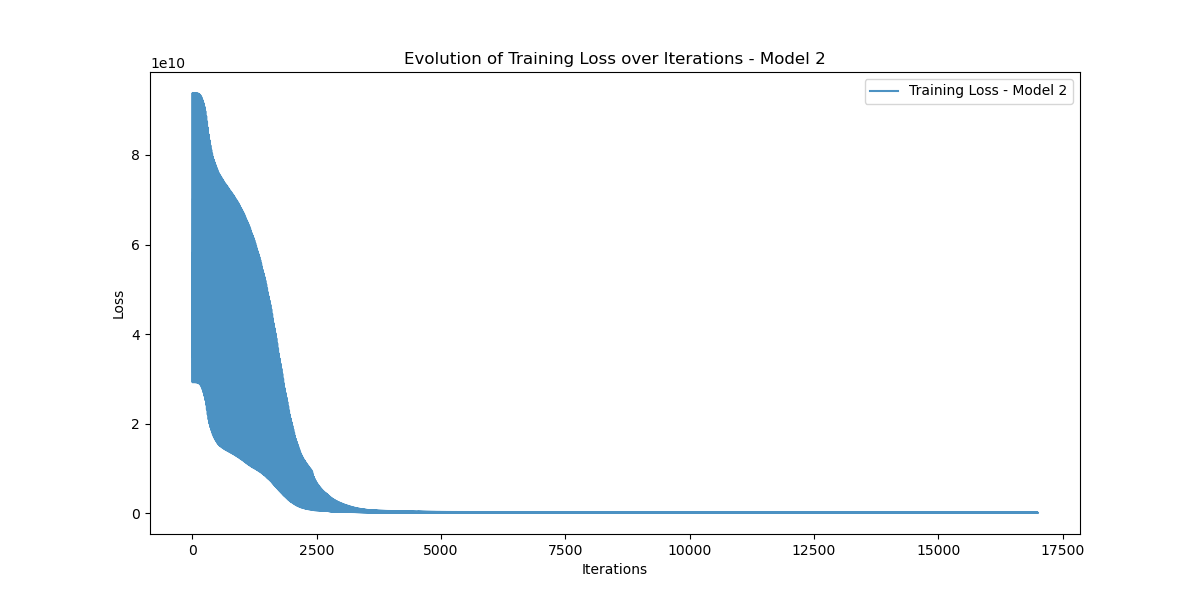 Evolution of Training Loss over Iterations - Model 2
1e10
Training Loss - Model 2
8
6
4
2
0
Loss
0 2500 5000 7500 10000 12500 15000 17500
Iterations